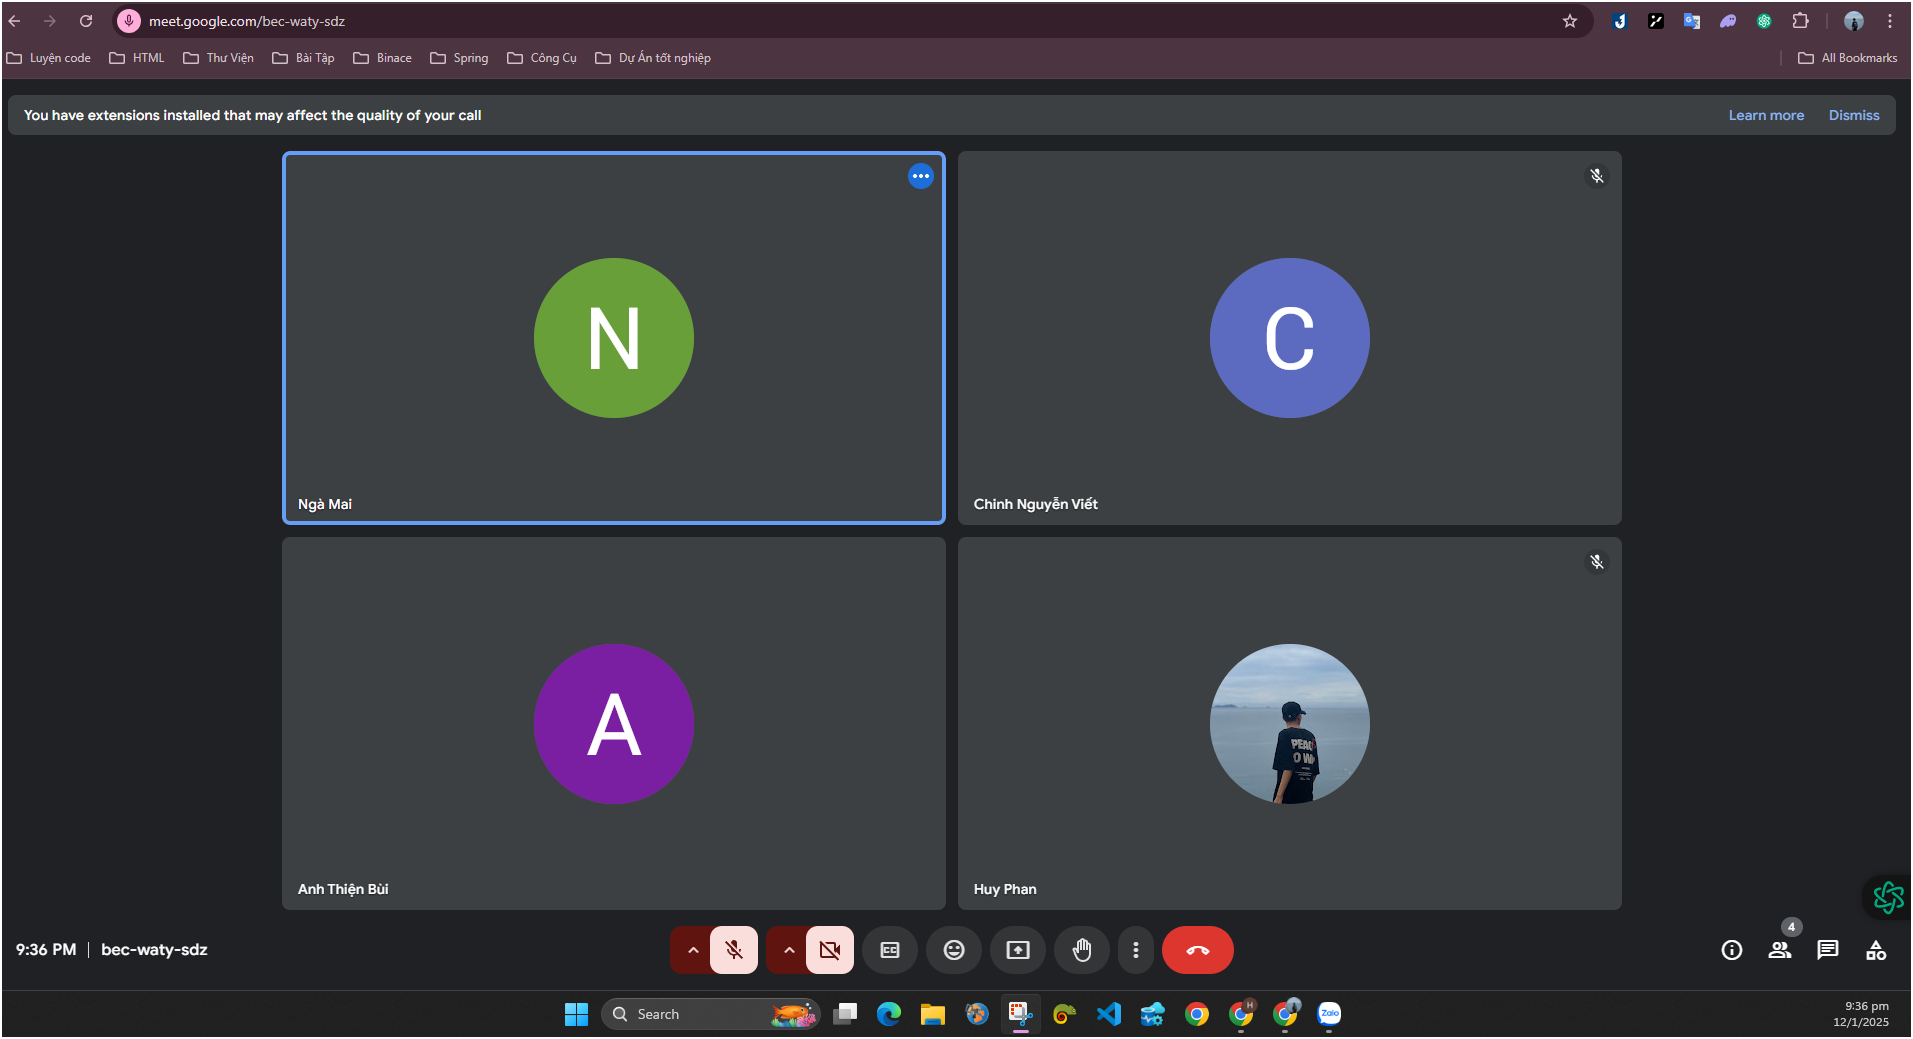 meet.google.com/bec-waty-sdz
Luyện code
HTML
Thư Viện
Bài Tập
Binace
Spring
Công Cụ
Dự Án tốt nghiệp
All Bookmarks
You have extensions installed that may affect the quality of your call
Learn more
Dismiss
N
Ngà Mai
C
Chinh Nguyễn Viết
A
Anh Thiện Bùi
PEAC
O W
Huy Phan
9:36 PM | bec-waty-sdz
CC
4
Search
H
Zalo
9:36 pm
12/1/2025